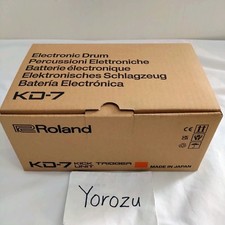 Electronic Drum
Percussioni Elettroniche
Batterie électronique
Elektronisches Schlagzeug
Batería Electrónica
KD-7
Roland
KD-7 KICK TRIGGER UNIT
MADE IN JAPAN
Yorozu